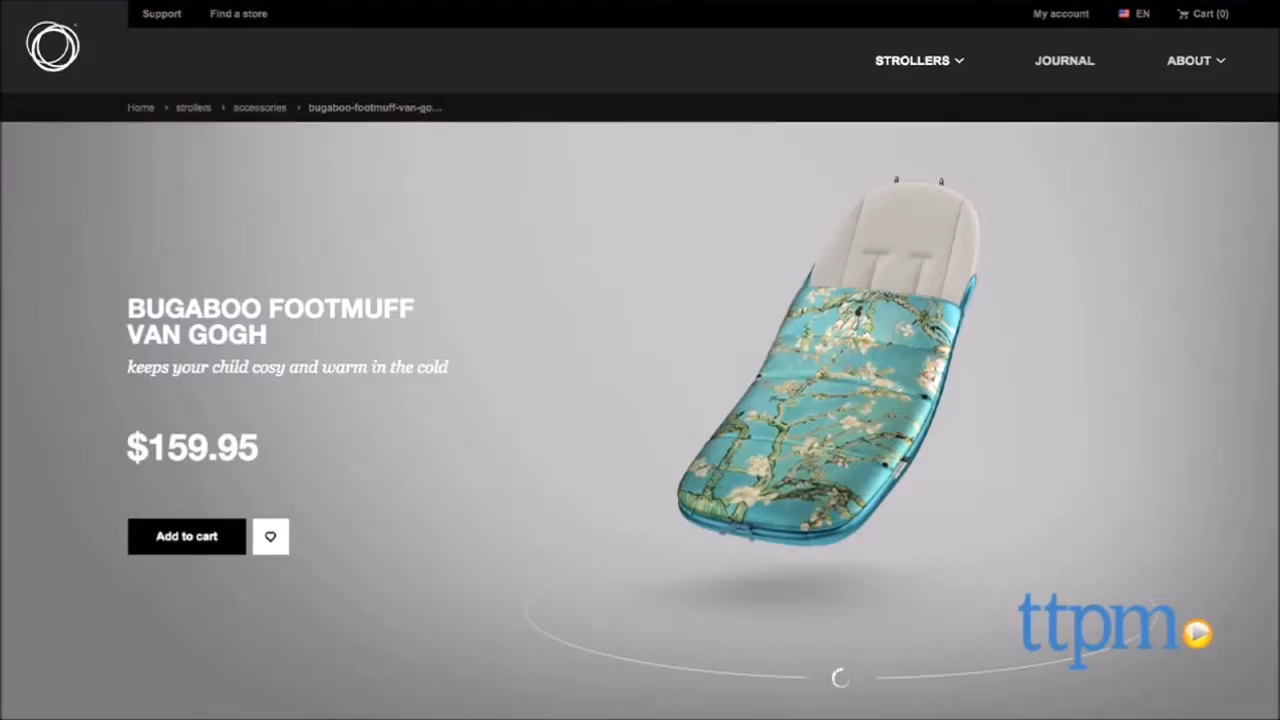 Support
Find a store
My account
EN
Cart (0)
STROLLERS
JOURNAL
ABOUT
Home
strollers
accessories
bugaboo-footmuff-van-go...
BUGABOO FOOTMUFF
VAN GOGH
keeps your child cosy and warm in the cold
$159.95
Add to cart
ttpm